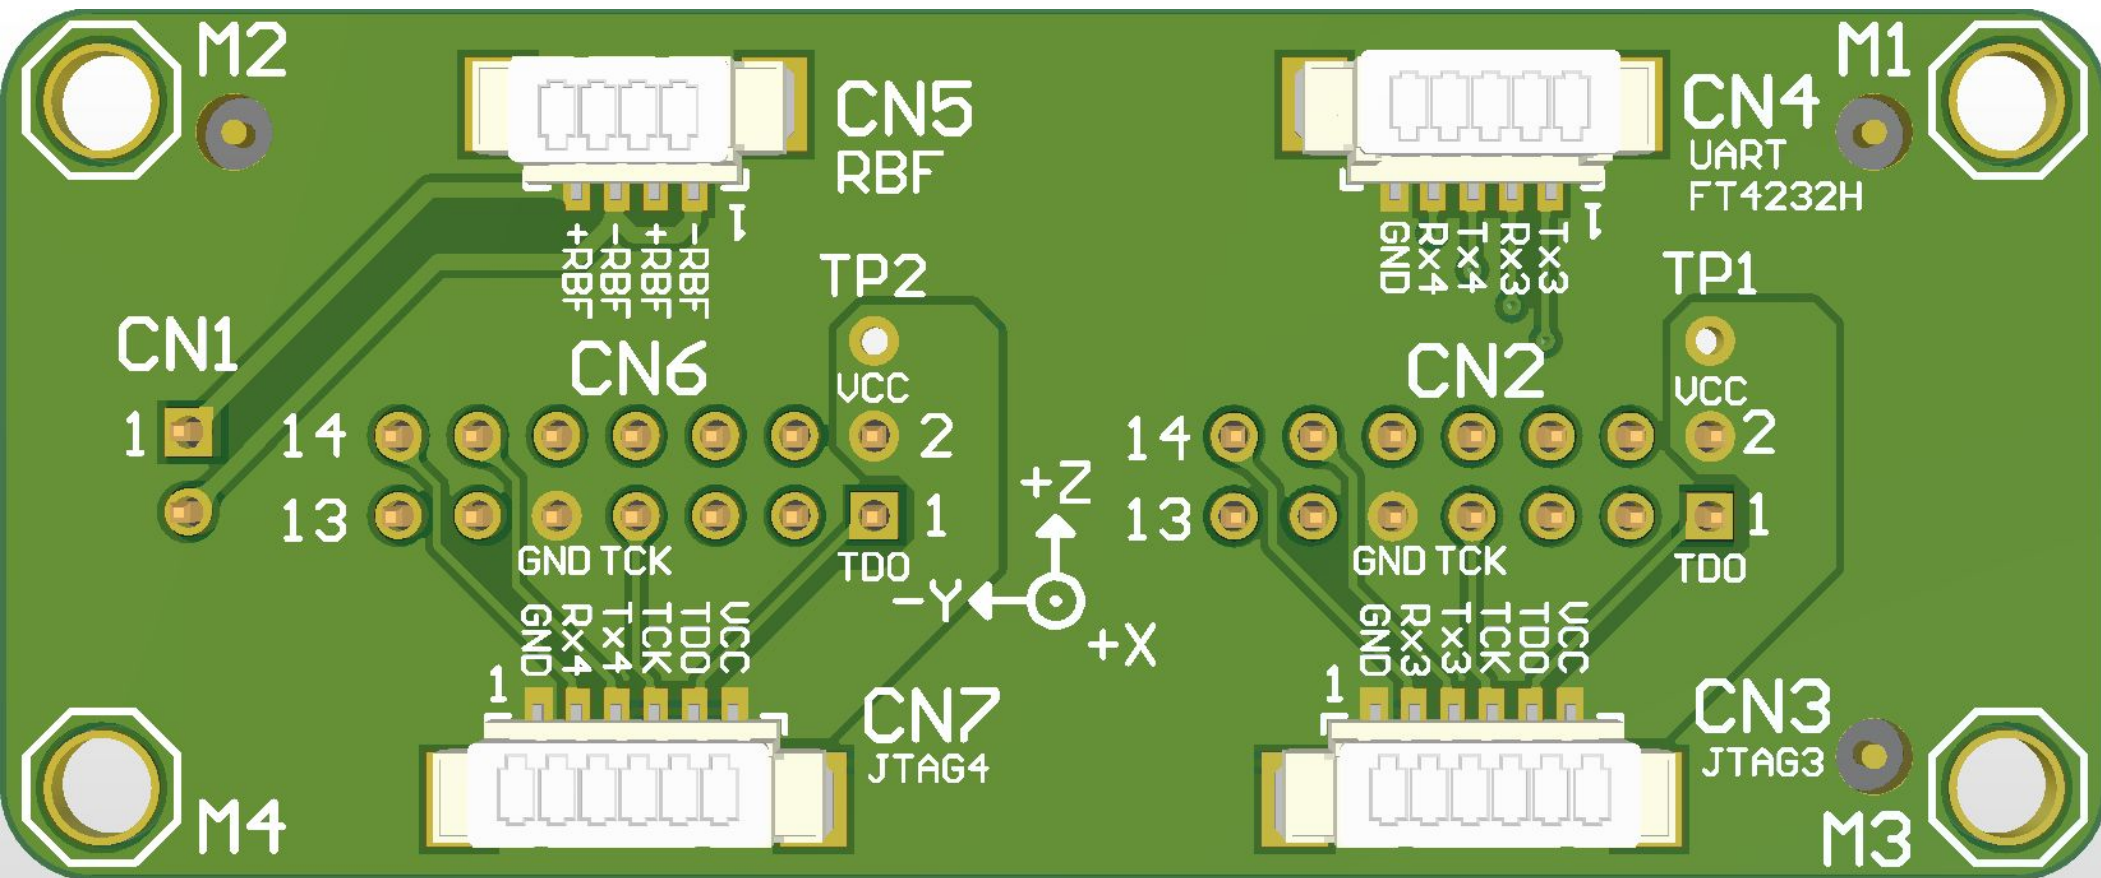 M2
M1
CN5
RBF
CN4
UART
FT4232H
1
+RBF
-RBF
+RBF
-RBF
1
GND
Rx4
Tx4
Rx3
Tx3
TP2
TP1
CN1
CN6
VCC
CN2
VCC
1
14
2
14
2
13
1
13
1
GND TCK
TDO
GND TCK
TDO
+Z
-Y
+X
GND
Rx4
Tx4
TCK
TDO
VCC
GND
Rx3
Tx3
TCK
TDO
VCC
1
1
CN7
JTAG4
CN3
JTAG3
M4
M3